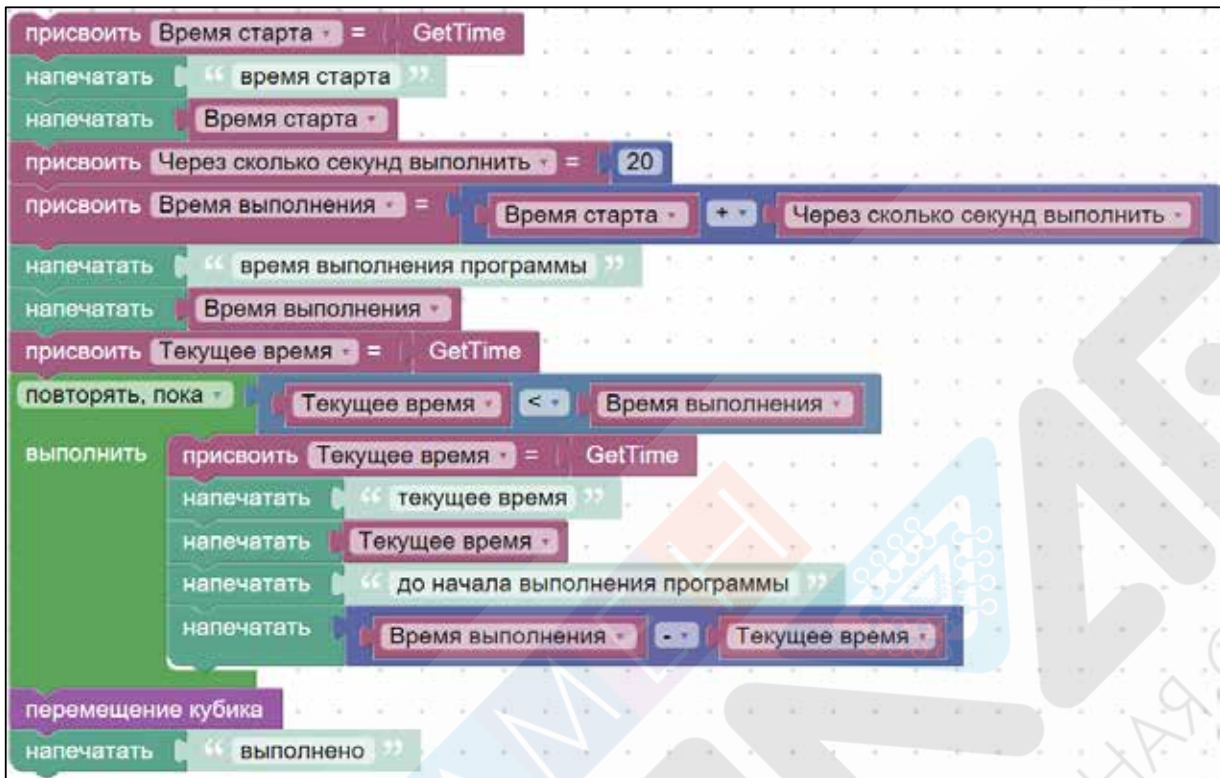 присвоить Время старта = GetTime
напечатать “ время старта ”
напечатать Время старта
присвоить Через сколько секунд выполнить = 20
присвоить Время выполнения = Время старта + Через сколько секунд выполнить
напечатать “ время выполнения программы ”
напечатать Время выполнения
присвоить Текущее время = GetTime
повторять, пока Текущее время < Время выполнения
выполнить присвоить Текущее время = GetTime
напечатать “ текущее время ”
напечатать Текущее время
напечатать “ до начала выполнения программы ”
напечатать Время выполнения - Текущее время
перемещение кубика
напечатать “ выполнено ”